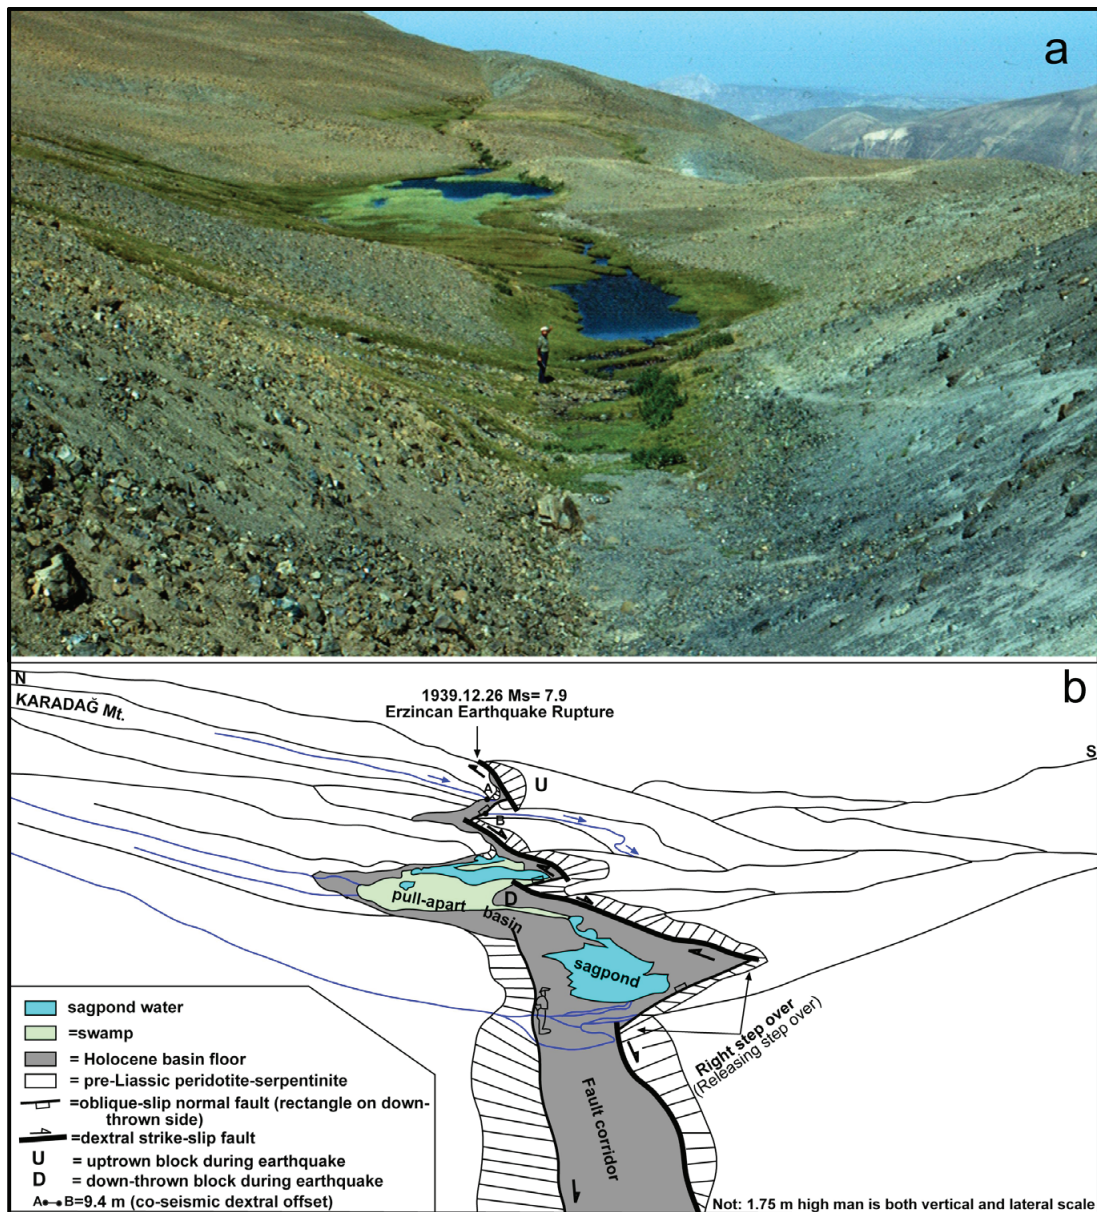 a
b
N
KARADAĞ Mt.
1939.12.26 Ms= 7.9
Erzincan Earthquake Rupture
S
A
U
B
pull-apart
basin
D
sagpond
Right step over
(Releasing step over)
Fault corridor
sagpond water
=swamp
= Holocene basin floor
= pre-Liassic peridotite-serpentinite
=oblique-slip normal fault (rectangle on down-
thrown side)
=dextral strike-slip fault
U = uptrown block during earthquake
D = down-thrown block during earthquake
A B=9.4 m (co-seismic dextral offset)
Not: 1.75 m high man is both vertical and lateral scale